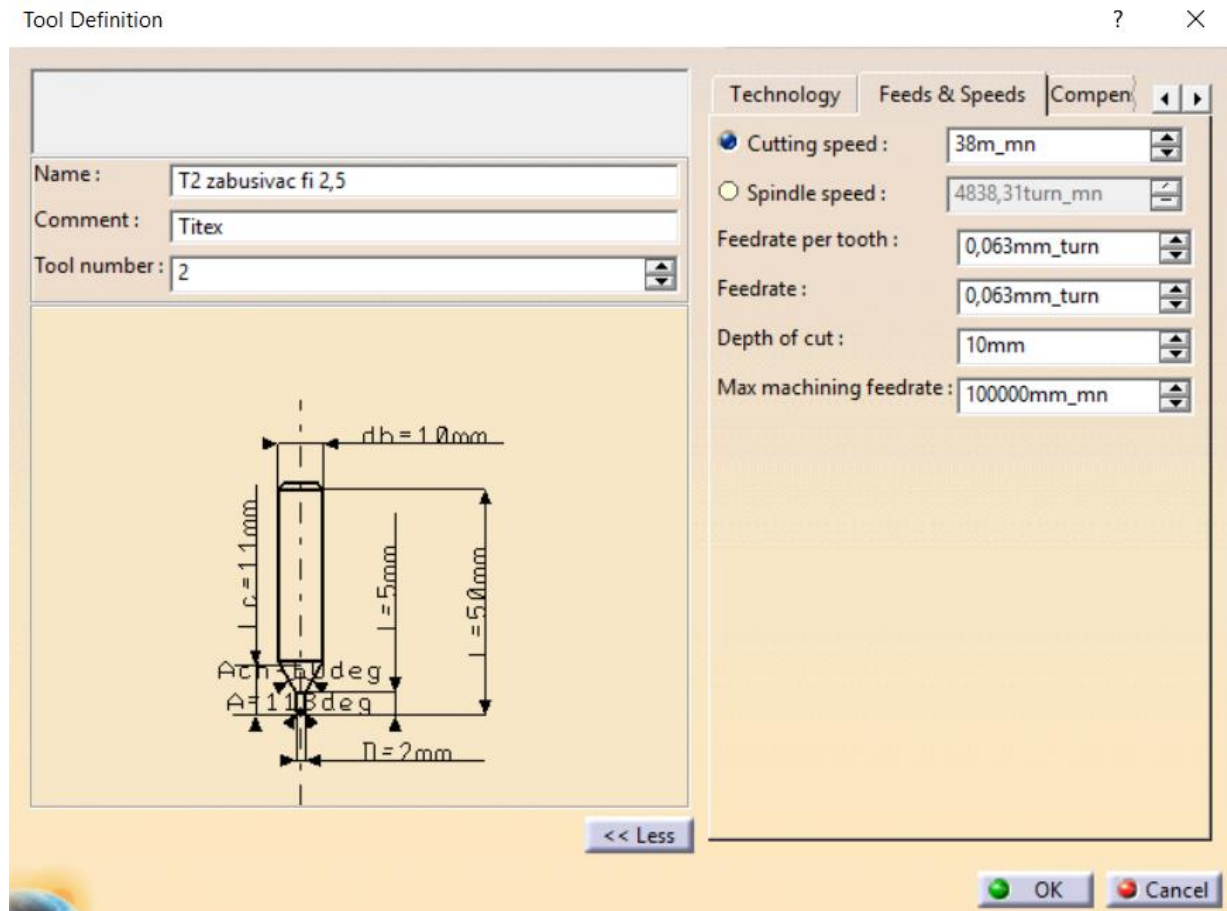 Tool Definition
? ×
Name :
T2 zabusivac fi 2,5
Comment :
Titex
Tool number :
2
db=10mm
lc=11mm
l=5mm
L=50mm
Ach=60deg
A=118deg
D=2mm
<< Less
Technology
Feeds & Speeds
Compen
Cutting speed :
38m_mn
Spindle speed :
4838,31turn_mn
Feedrate per tooth :
0,063mm_turn
Feedrate :
0,063mm_turn
Depth of cut :
10mm
Max machining feedrate :
100000mm_mn
OK
Cancel